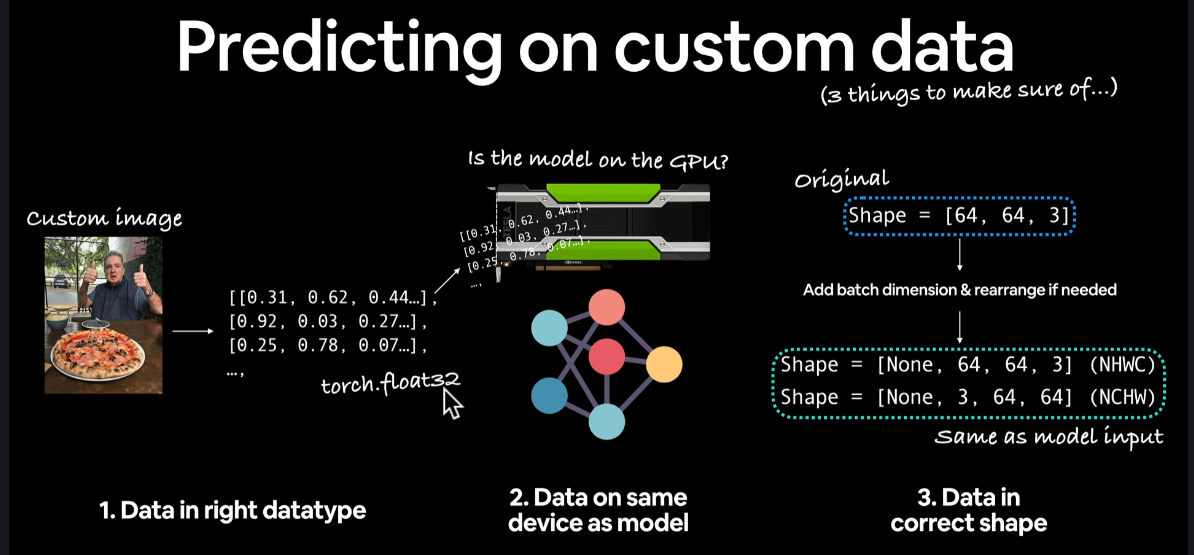 Predicting on custom data
(3 things to make sure of...)
Custom image
[[0.31, 0.62, 0.44…],
[0.92, 0.03, 0.27…],
[0.25, 0.78, 0.07…],
…,
torch.float32
1. Data in right datatype
Is the model on the GPU?
[[0.31, 0.62, 0.44…],
[0.92, 0.03, 0.27…],
[0.25, 0.78, 0.07…],
…,
2. Data on same
device as model
Original
Shape = [64, 64, 3]
Add batch dimension & rearrange if needed
Shape = [None, 64, 64, 3] (NHWC)
Shape = [None, 3, 64, 64] (NCHW)
Same as model input
3. Data in
correct shape